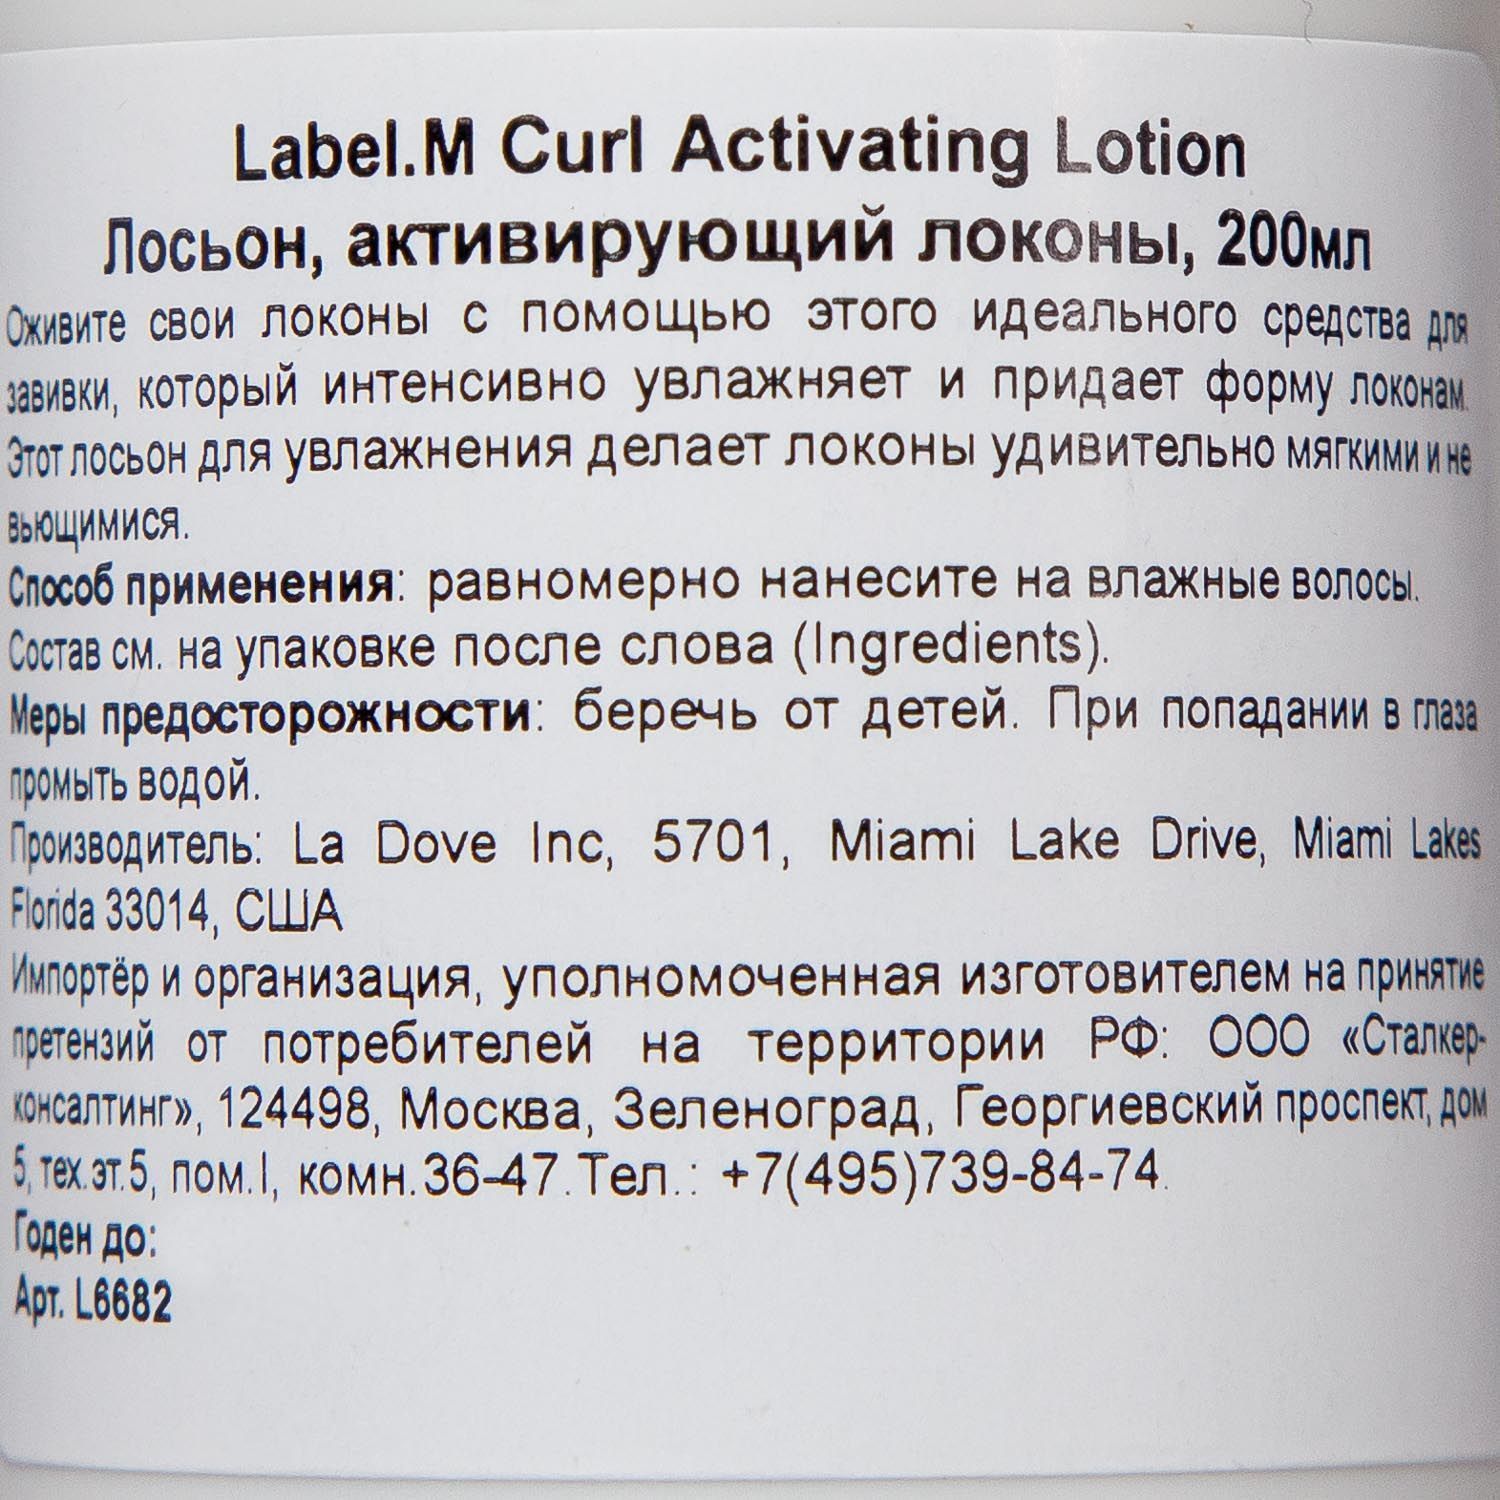 Label.M Curl Activating Lotion
Лосьон, активирующий локоны, 200мл
Оживите свои локоны с помощью этого идеального средства для
завивки, который интенсивно увлажняет и придает форму локонам.
Этот лосьон для увлажнения делает локоны удивительно мягкими и не
вьющимися.
Способ применения: равномерно нанесите на влажные волосы.
Состав см. на упаковке после слова (Ingredients).
Меры предосторожности: беречь от детей. При попадании в глаза
промыть водой.
Производитель: La Dove Inc, 5701, Miami Lake Drive, Miami Lakes
Florida 33014, США
Импортёр и организация, уполномоченная изготовителем на принятие
претензий от потребителей на территории РФ: ООО «Сталкер-
консалтинг», 124498, Москва, Зеленоград, Георгиевский проспект, дом
5, тех.эт.5, пом.I, комн.36-47.Тел.: +7(495)739-84-74.
Годен до:
Арт. L6682